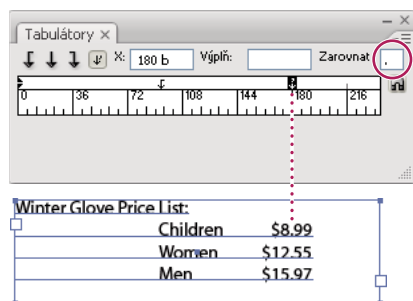 Tabulátory ×
X: 180 b Výplň: Zarovnat .
0 36 72 108 144 180 216
Winter Glove Price List:
Children $8.99
Women $12.55
Men $15.97